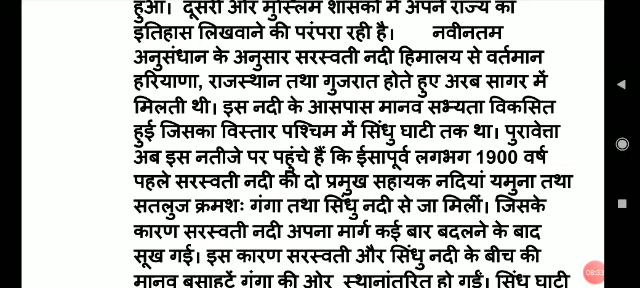 हुआ। दूसरी ओर मुस्लिम शासकों में अपने राज्य का
इतिहास लिखवाने की परंपरा रही है। नवीनतम
अनुसंधान के अनुसार सरस्वती नदी हिमालय से वर्तमान
हरियाणा, राजस्थान तथा गुजरात होते हुए अरब सागर में
मिलती थी। इस नदी के आसपास मानव सभ्यता विकसित
हुई जिसका विस्तार पश्चिम में सिंधु घाटी तक था। पुरावेत्ता
अब इस नतीजे पर पहुंचे हैं कि ईसापूर्व लगभग 1900 वर्ष
पहले सरस्वती नदी की दो प्रमुख सहायक नदियां यमुना तथा
सतलुज क्रमशः गंगा तथा सिंधु नदी से जा मिलीं। जिसके
कारण सरस्वती नदी अपना मार्ग कई बार बदलने के बाद
सूख गई। इस कारण सरस्वती और सिंधु नदी के बीच की
मानव बसाहटें गंगा की ओर स्थानांतरित हो गईं। सिंधु घाटी
08:33